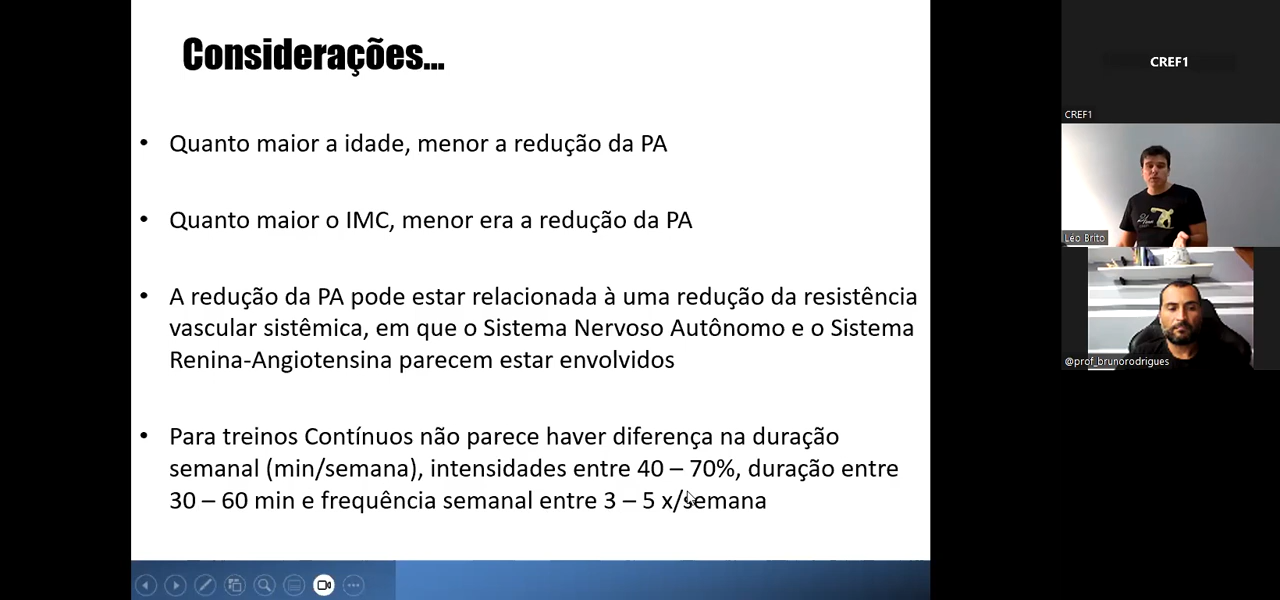 Considerações...
• Quanto maior a idade, menor a redução da PA
• Quanto maior o IMC, menor era a redução da PA
• A redução da PA pode estar relacionada à uma redução da resistência
vascular sistêmica, em que o Sistema Nervoso Autônomo e o Sistema
Renina-Angiotensina parecem estar envolvidos
• Para treinos Contínuos não parece haver diferença na duração
semanal (min/semana), intensidades entre 40 – 70%, duração entre
30 – 60 min e frequência semanal entre 3 – 5 x/semana
CREF1
CREF1
Léo Brito
@prof_brunorodrigues